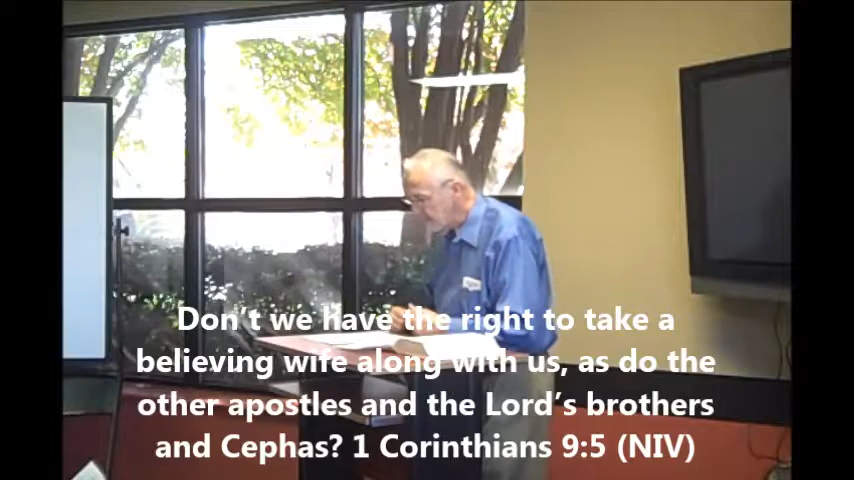 Don't we have the right to take a
believing wife along with us, as do the
other apostles and the Lord's brothers
and Cephas? 1 Corinthians 9:5 (NIV)